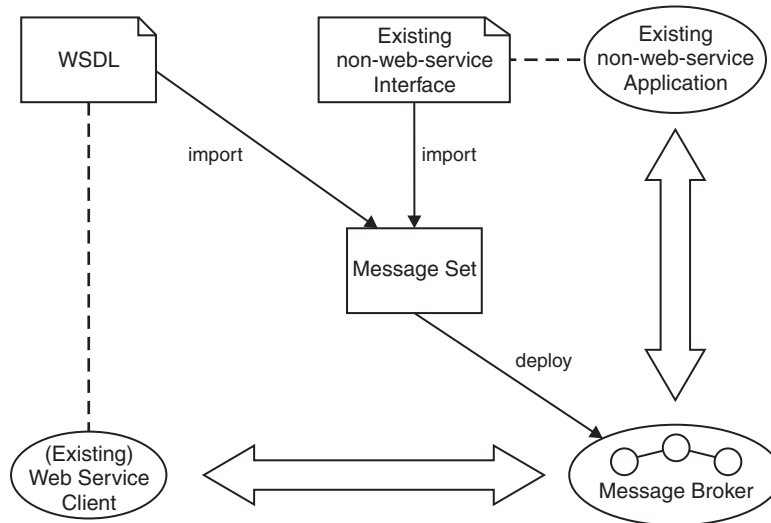 WSDL
Existing
non-web-service
Interface
Existing
non-web-service
Application
import
import
Message Set
deploy
(Existing)
Web Service
Client
Message Broker